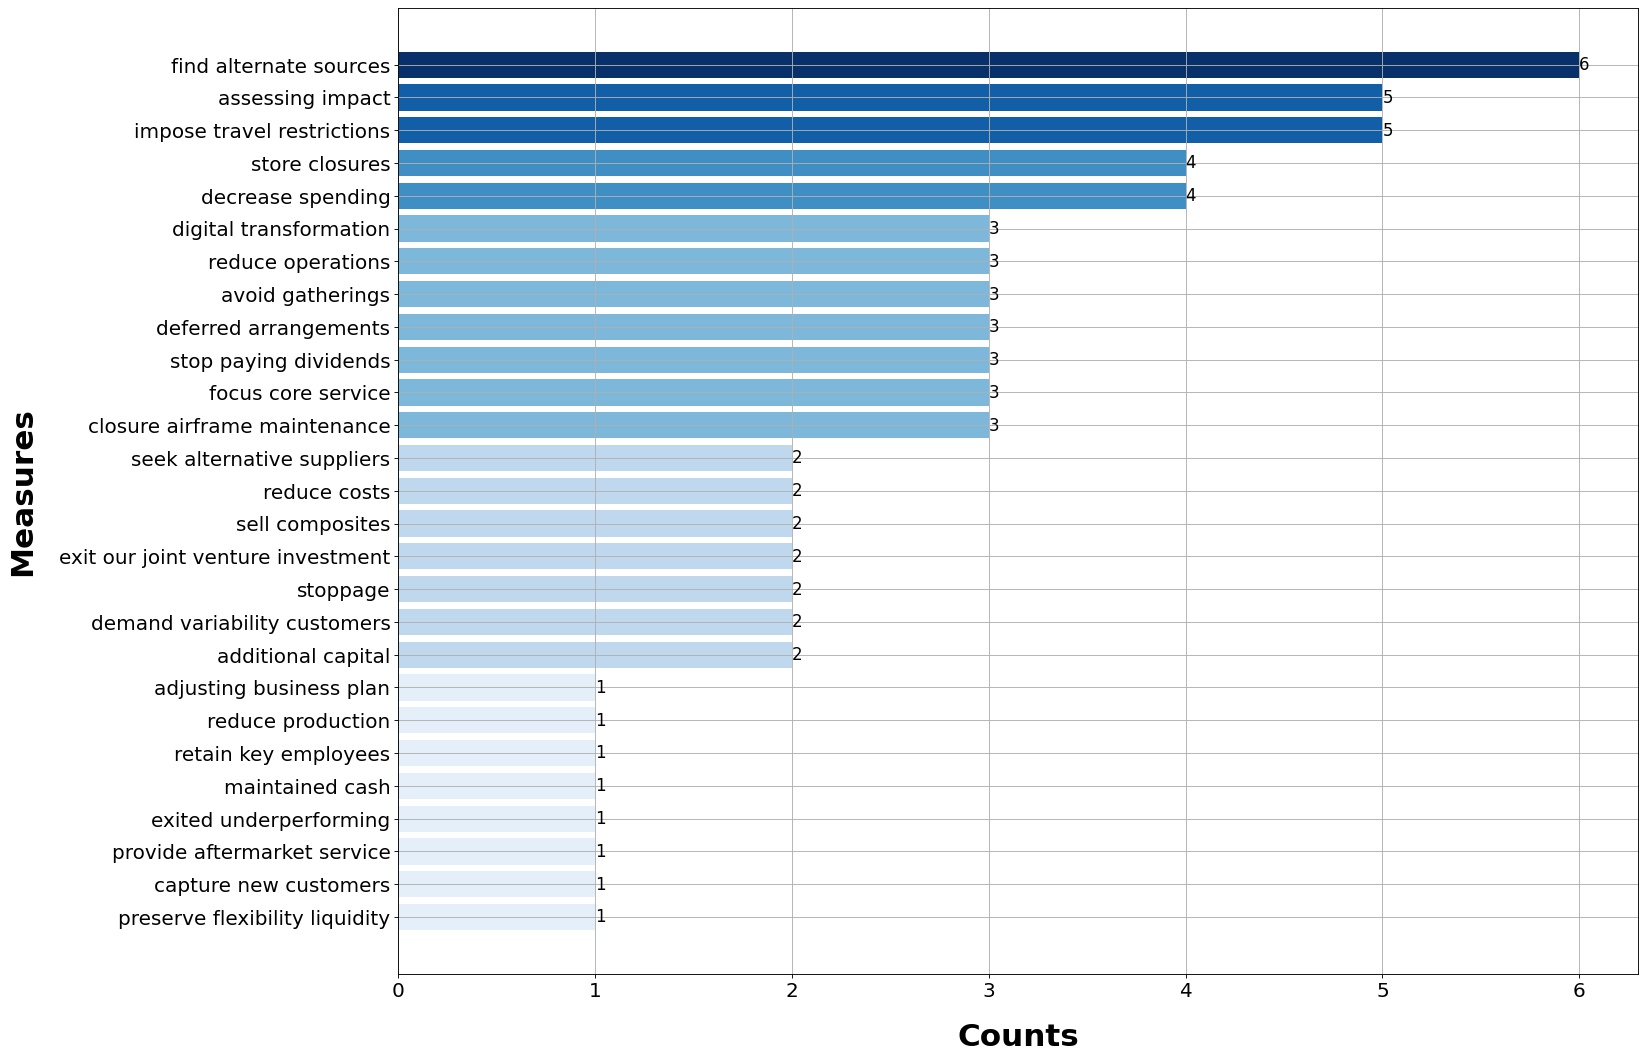 find alternate sources 6
assessing impact 5
impose travel restrictions 5
store closures 4
decrease spending 4
digital transformation 3
reduce operations 3
avoid gatherings 3
deferred arrangements 3
stop paying dividends 3
focus core service 3
closure airframe maintenance 3
seek alternative suppliers 2
reduce costs 2
sell composites 2
exit our joint venture investment 2
stoppage 2
demand variability customers 2
additional capital 2
adjusting business plan 1
reduce production 1
retain key employees 1
maintained cash 1
exited underperforming 1
provide aftermarket service 1
capture new customers 1
preserve flexibility liquidity 1
Measures
0 1 2 3 4 5 6
Counts